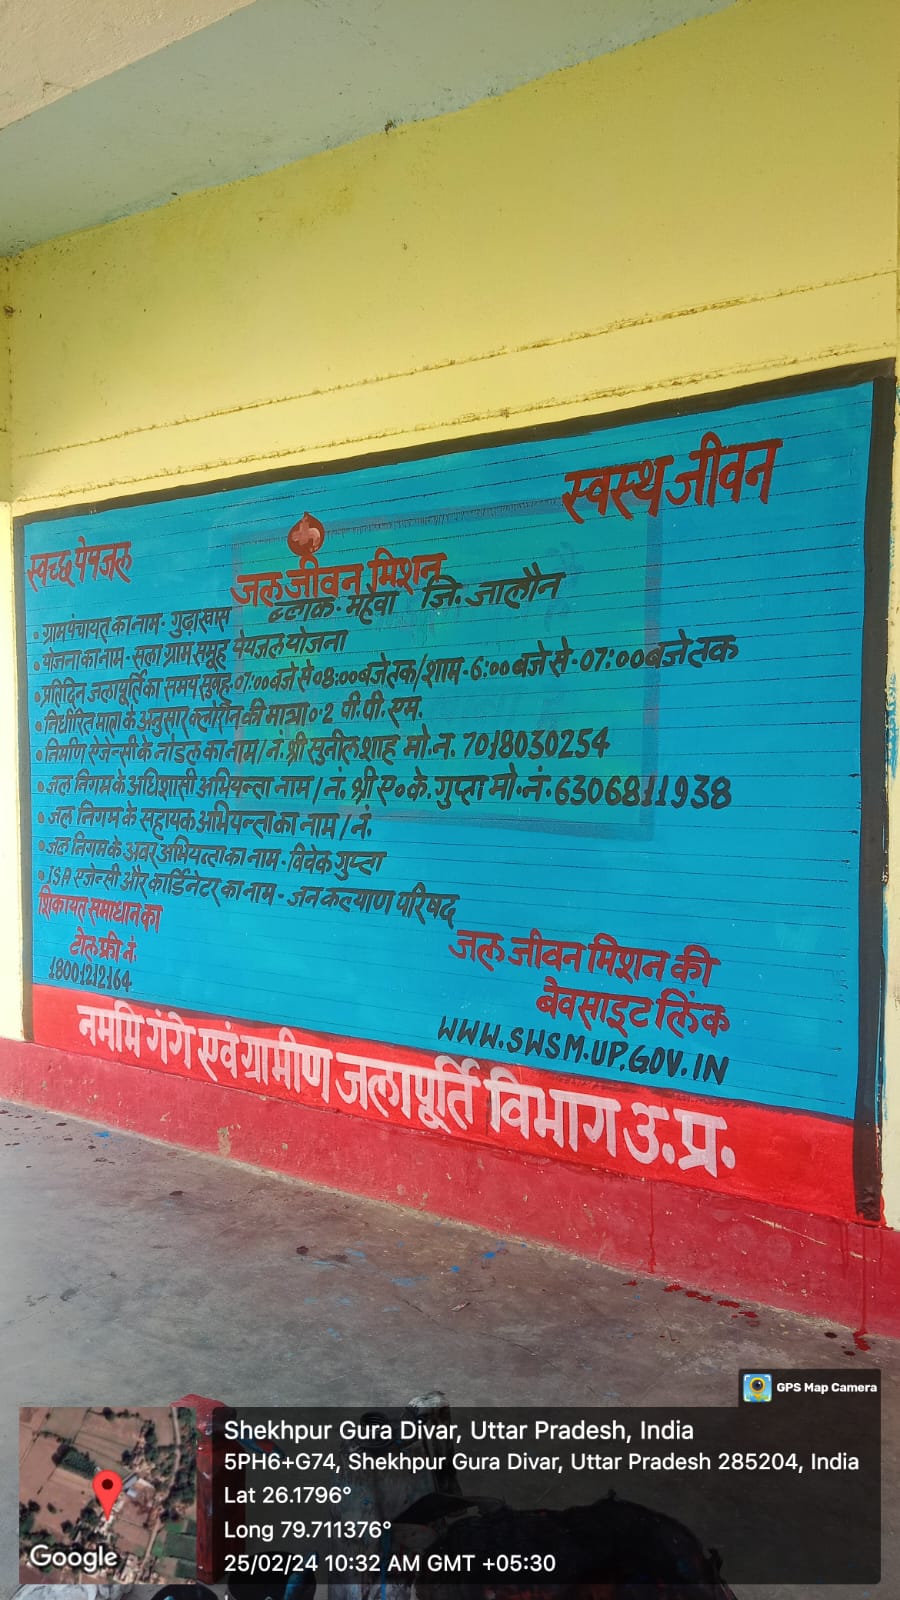 स्वच्छ पेयजल
स्वस्थ जीवन
जल जीवन मिशन
• ग्राम पंचायत का नाम - गुढ़ा खास ब्लाक - महेवा जि. जालौन
• योजना का नाम - सला ग्राम समूह पेयजल योजना
• प्रतिदिन जलापूर्ति का समय सुबह-07:00 बजे से 08:00 बजे तक/शाम-6:00 बजे से-07:00 बजे तक
• निर्धारित मात्रा के अनुसार क्लोरीन की मात्रा 0.2 पी.पी.एम.
• निर्माण ऐजेन्सी के नोडल का नाम/नं. श्री सुनील शाह मो.न. 7018030254
• जल निगम के अधिशासी अभियन्ता नाम/नं. श्री ए०के. गुप्ता मो.नं. 6306811938
• जल निगम के सहायक अभियन्ता का नाम/नं.
• जल निगम के अवर अभियन्ता का नाम - विवेक गुप्ता
• ISA एजेन्सी और कार्डिनेटर का नाम - जन कल्याण परिषद
शिकायत समाधान का
टोल फ्री नं.
18001212164
जल जीवन मिशन की
बेवसाइट लिंक
WWW.SWSM.UP.GOV.IN
नमामि गंगे एवं ग्रामीण जलापूर्ति विभाग उ.प्र.
GPS Map Camera
Shekhpur Gura Divar, Uttar Pradesh, India
5PH6+G74, Shekhpur Gura Divar, Uttar Pradesh 285204, India
Lat 26.1796°
Long 79.711376°
25/02/24 10:32 AM GMT +05:30
Google